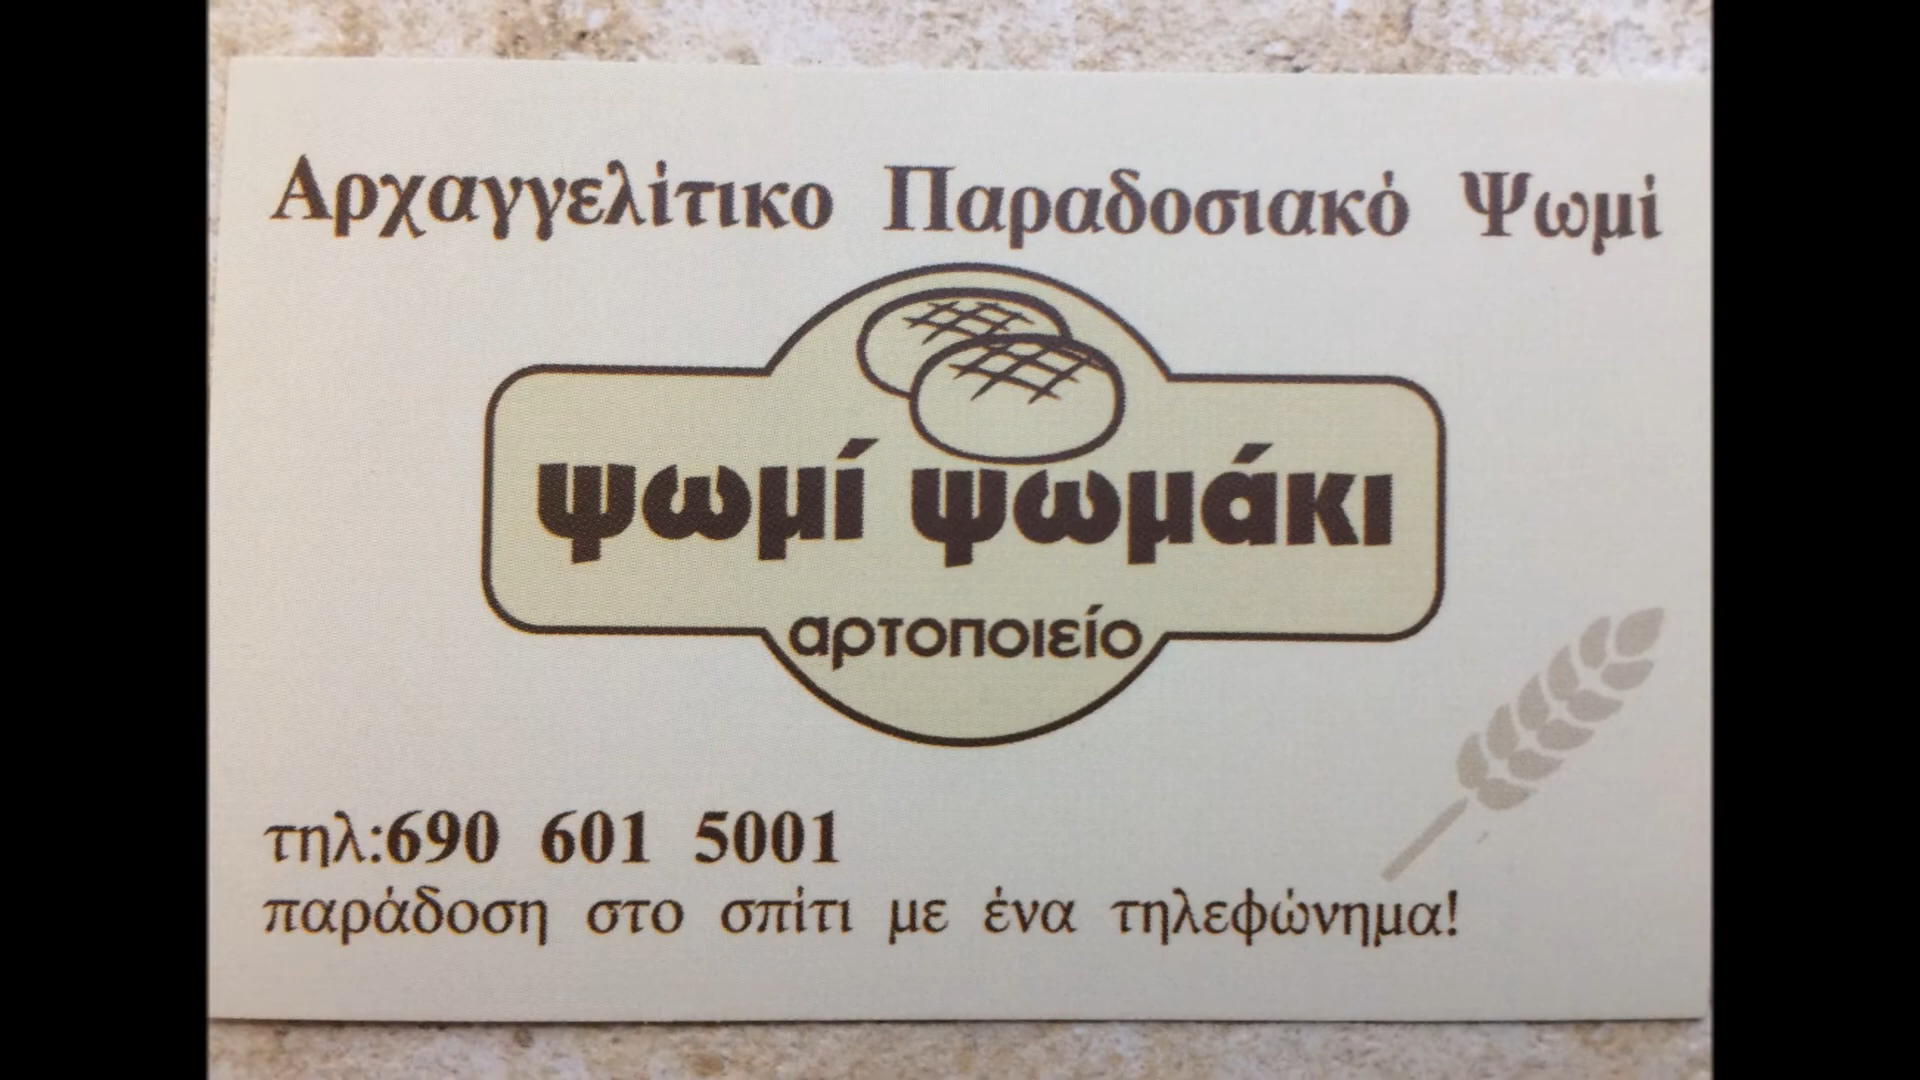 Αρχαγγελίτικο Παραδοσιακό Ψωμί
ψωμί ψωμάκι
αρτοποιείο
τηλ:690 601 5001
παράδοση στο σπίτι με ένα τηλεφώνημα!